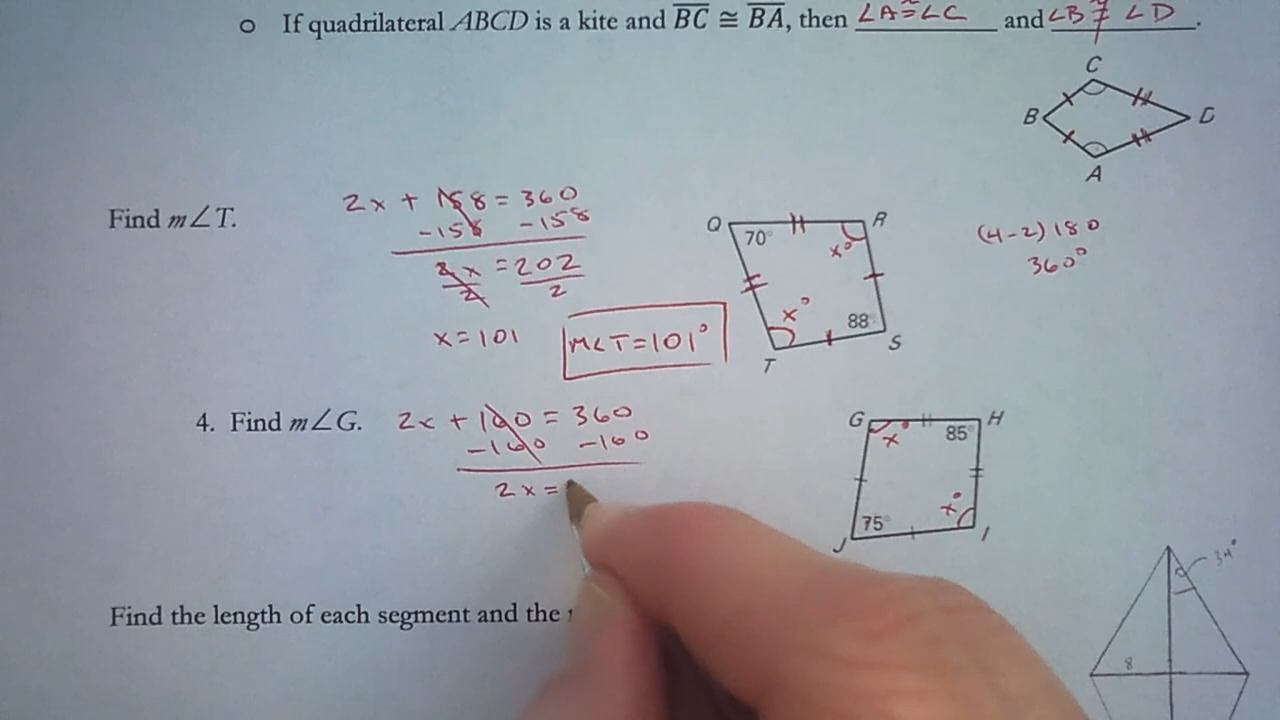 o If quadrilateral ABCD is a kite and BC ≅ BA, then ∠A≅∠C and ∠B≇∠D.
C
B
D
A
Find m∠T.
2x + 158 = 360
-158 -158
2x = 202
2 2
x = 101
m∠T=101°
Q
R
70°
x°
x°
88°
S
T
(4-2)180
360°
4. Find m∠G.
2x + 160 = 360
-160 -160
2x =
G
H
x°
85°
75°
x°
J
I
34°
Find the length of each segment and the
8